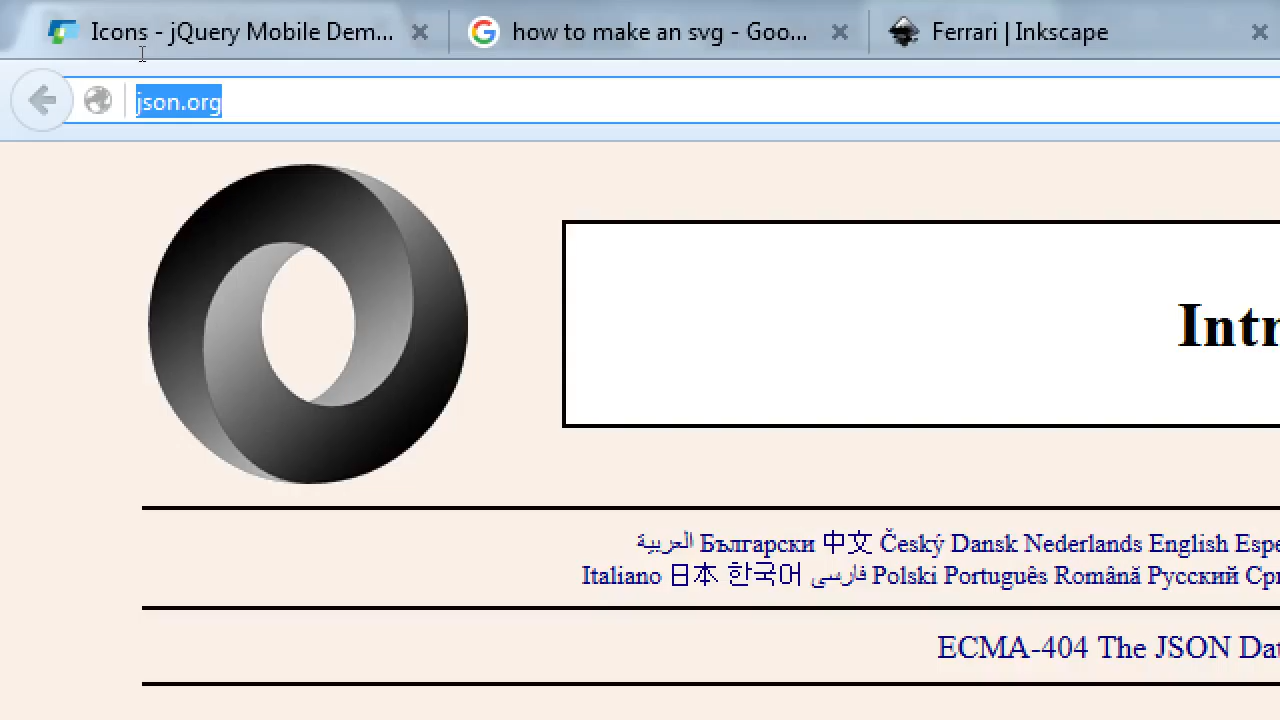 Icons - jQuery Mobile Dem...
how to make an svg - Goo...
Ferrari | Inkscape
json.org
Intr
العربية Български 中文 Český Dansk Nederlands English Espe
Italiano 日本 한국어 فارسی Polski Português Română Русский Срп
ECMA-404 The JSON Dat